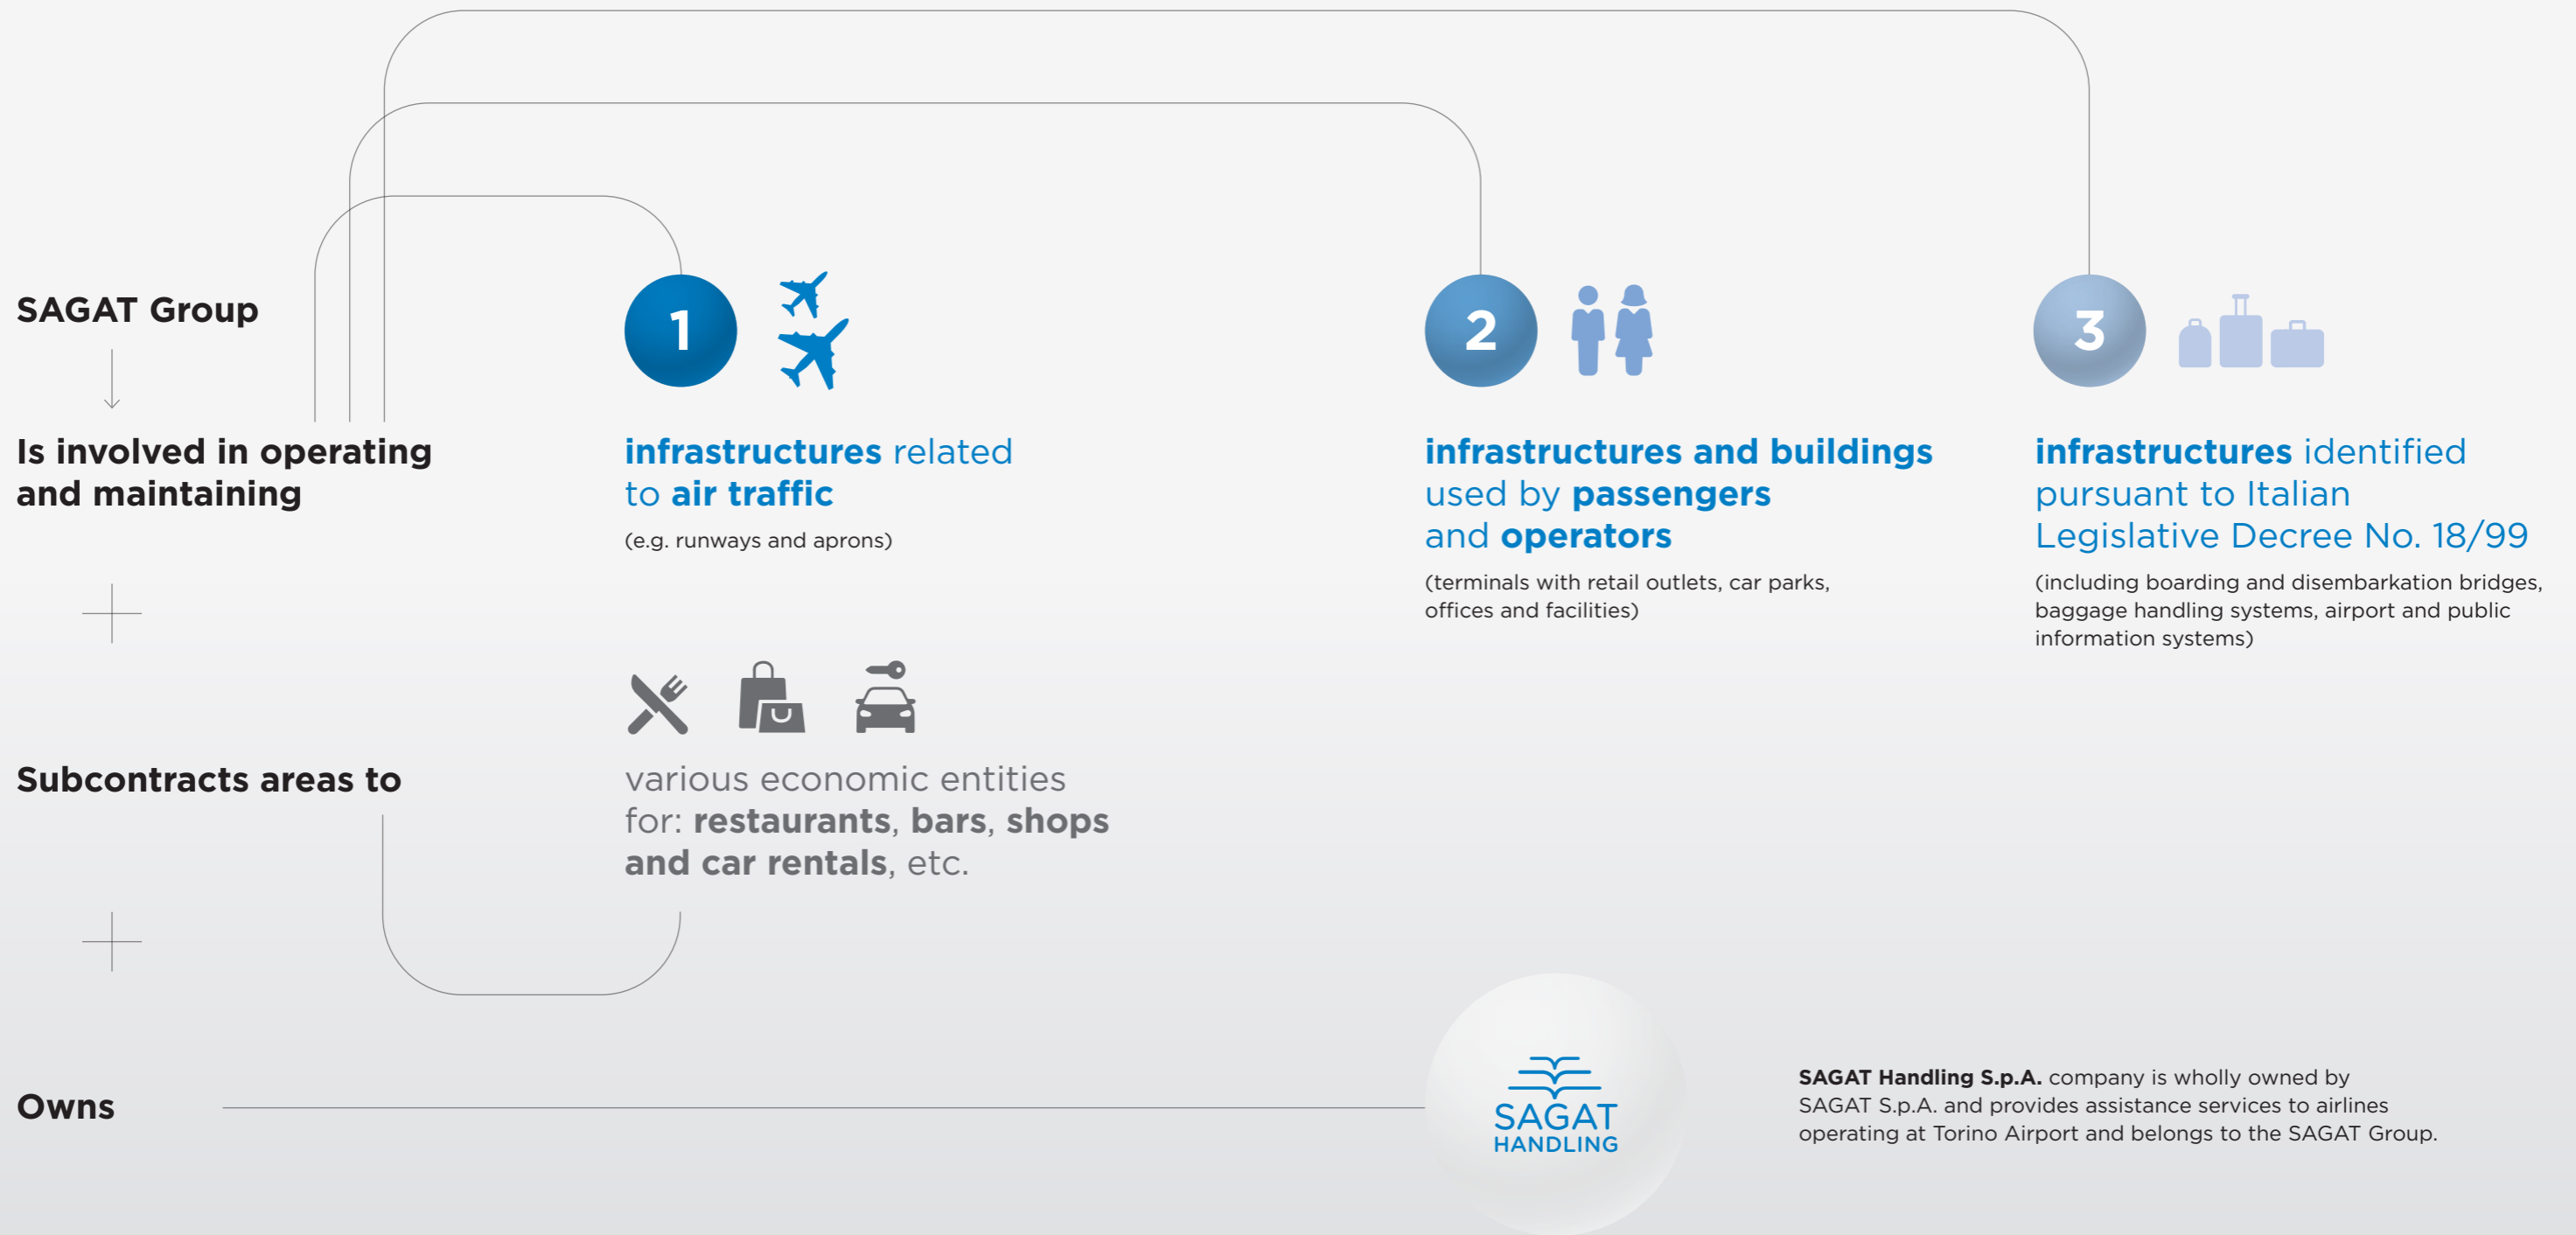 SAGAT Group
Is involved in operating
and maintaining
1
infrastructures related
to air traffic
(e.g. runways and aprons)
2
infrastructures and buildings
used by passengers
and operators
(terminals with retail outlets, car parks,
offices and facilities)
3
infrastructures identified
pursuant to Italian
Legislative Decree No. 18/99
(including boarding and disembarkation bridges,
baggage handling systems, airport and public
information systems)
Subcontracts areas to
various economic entities
for: restaurants, bars, shops
and car rentals, etc.
Owns
SAGAT
HANDLING
SAGAT Handling S.p.A. company is wholly owned by
SAGAT S.p.A. and provides assistance services to airlines
operating at Torino Airport and belongs to the SAGAT Group.